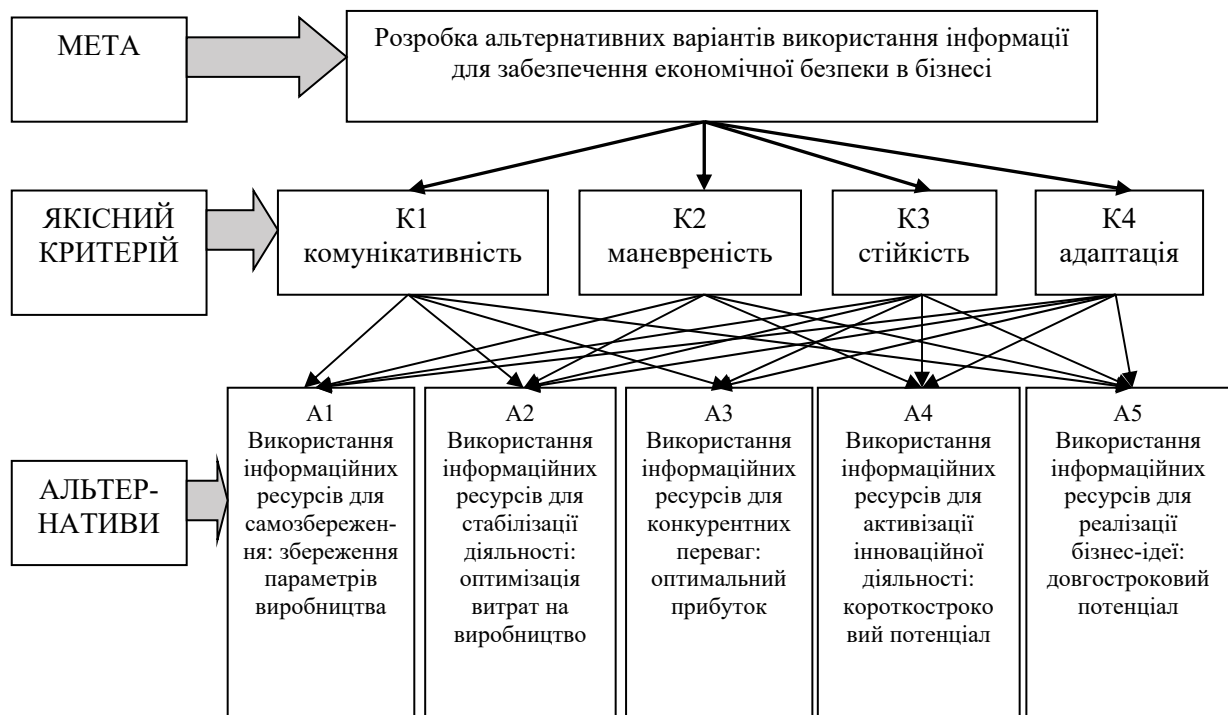 МЕТА
Розробка альтернативних варіантів використання інформації
для забезпечення економічної безпеки в бізнесі
ЯКІСНИЙ
КРИТЕРІЙ
К1
комунікативність
К2
маневреність
К3
стійкість
К4
адаптація
АЛЬТЕР-
НАТИВИ
А1
Використання
інформаційних
ресурсів для
самозбережен-
ня: збереження
параметрів
виробництва
А2
Використання
інформаційних
ресурсів для
стабілізації
діяльності:
оптимізація
витрат на
виробництво
А3
Використання
інформаційних
ресурсів для
конкурентних
переваг:
оптимальний
прибуток
А4
Використання
інформаційних
ресурсів для
активізації
інноваційної
діяльності:
короткостроко
вий потенціал
А5
Використання
інформаційних
ресурсів для
реалізації
бізнес-ідеї:
довгостроковий
потенціал